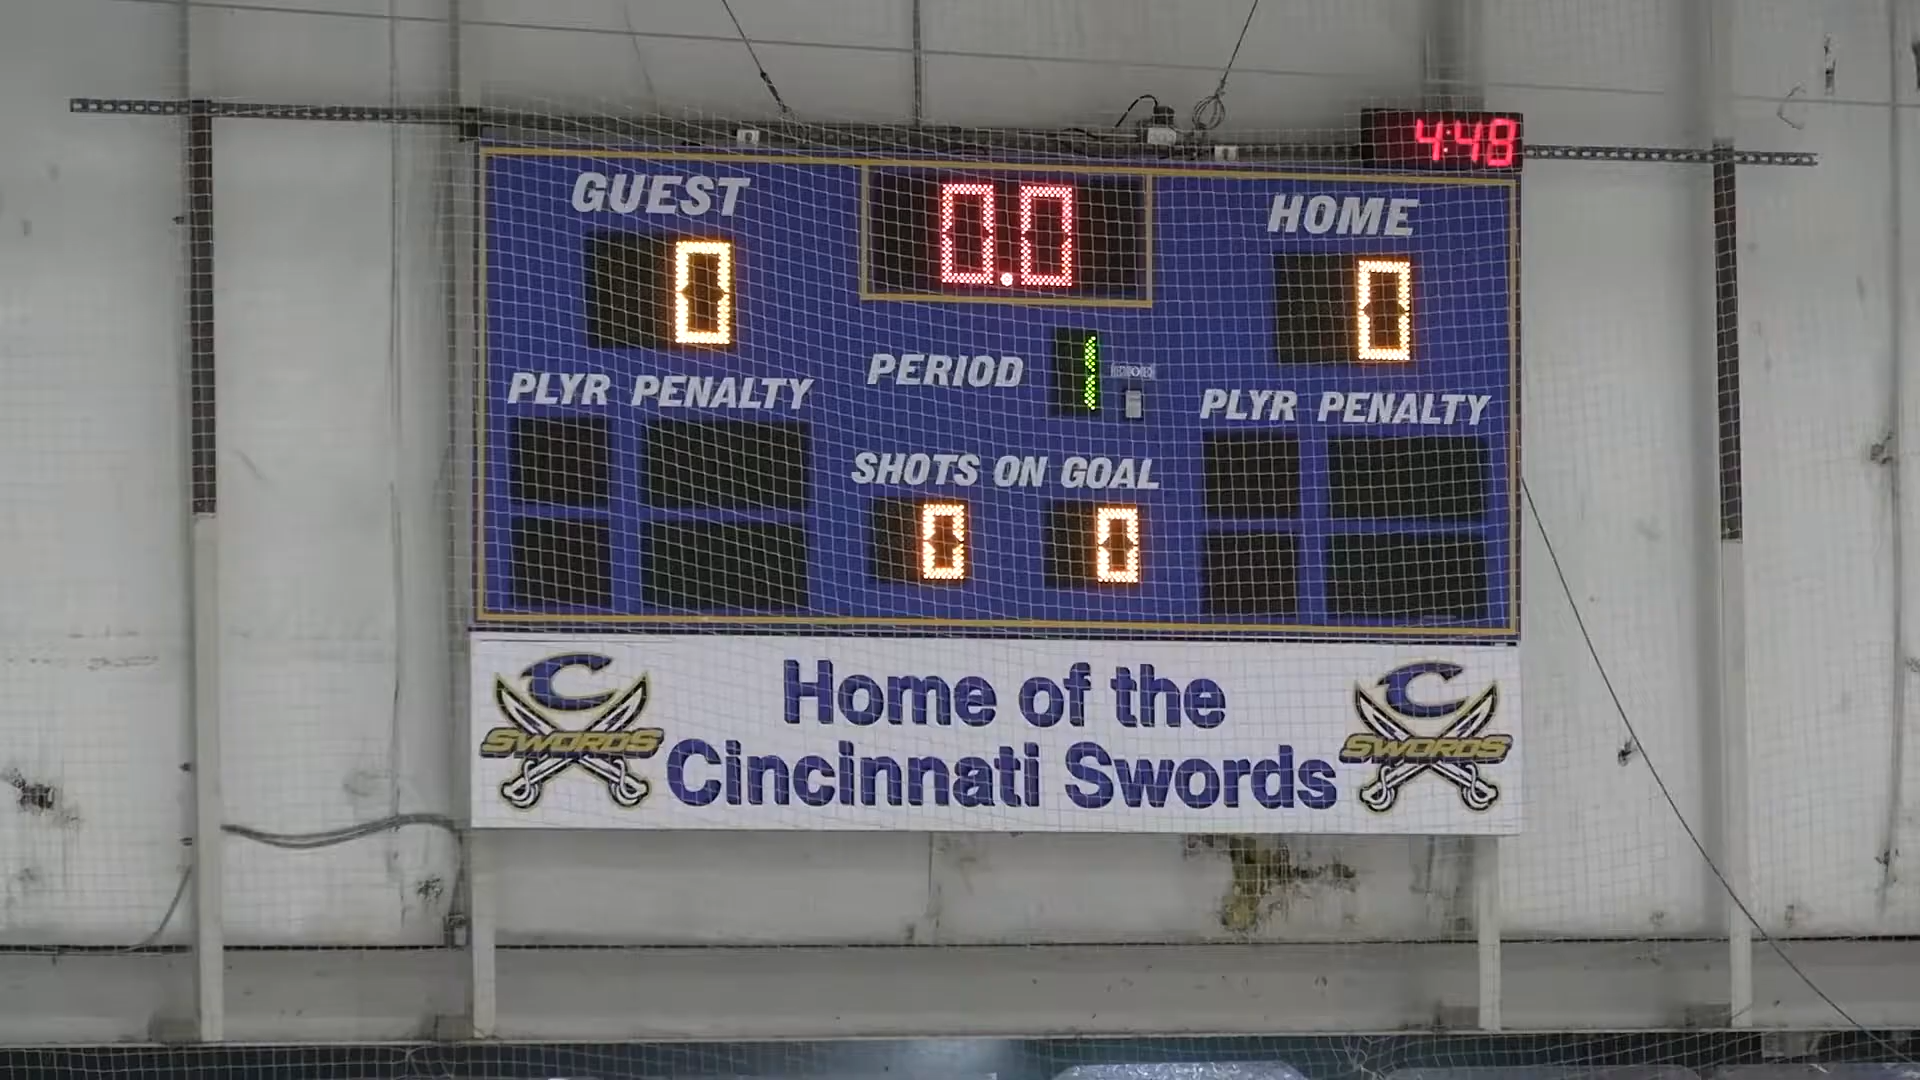 4:48
GUEST
0.0
HOME
0
0
PERIOD 1
PLYR PENALTY
PLYR PENALTY
SHOTS ON GOAL
0
0
C
SWORDS
Home of the
Cincinnati Swords
C
SWORDS